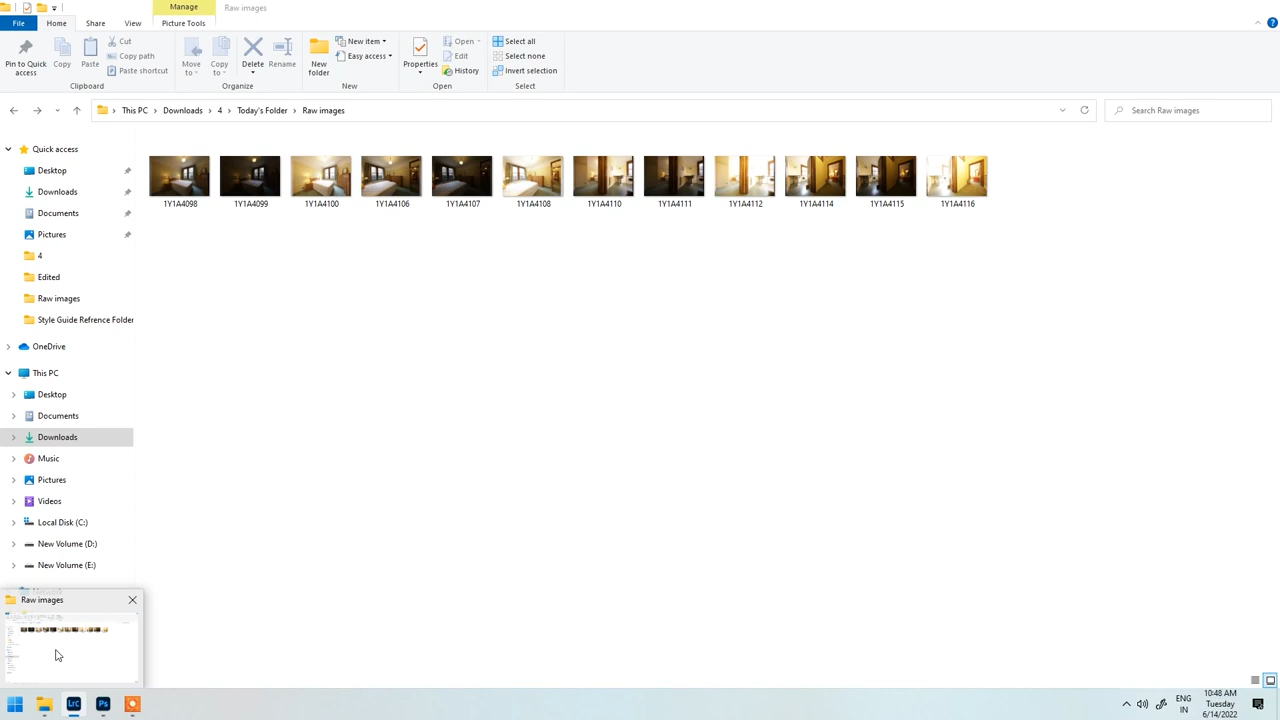 Manage
Raw images
File
Home
Share
View
Picture Tools
Pin to Quick access
Copy
Paste
Cut
Copy path
Paste shortcut
Clipboard
Move to
Copy to
Delete
Rename
Organize
New folder
New item
Easy access
New
Properties
Open
Edit
History
Open
Select all
Select none
Invert selection
Select
This PC
Downloads
4
Today's Folder
Raw images
Search Raw images
Quick access
Desktop
Downloads
Documents
Pictures
4
Edited
Raw images
Style Guide Refrence Folder
OneDrive
This PC
Desktop
Documents
Downloads
Music
Pictures
Videos
Local Disk (C:)
New Volume (D:)
New Volume (E:)
1Y1A4098
1Y1A4099
1Y1A4100
1Y1A4106
1Y1A4107
1Y1A4108
1Y1A4110
1Y1A4111
1Y1A4112
1Y1A4114
1Y1A4115
1Y1A4116
Raw images
LrC
Ps
ENG
IN
10:48 AM
Tuesday
6/14/2022